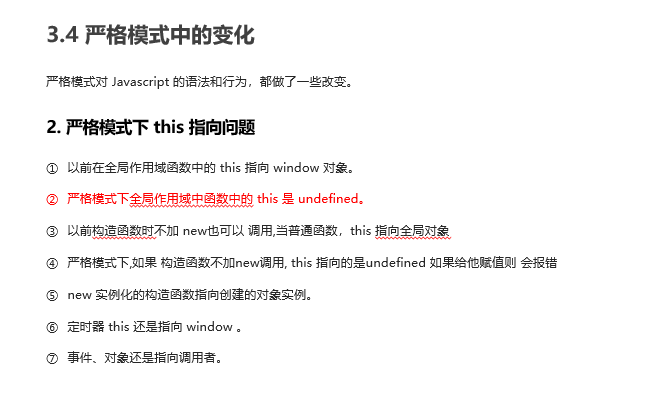 3.4 严格模式中的变化
严格模式对 Javascript 的语法和行为，都做了一些改变。
2. 严格模式下 this 指向问题
① 以前在全局作用域函数中的 this 指向 window 对象。
② 严格模式下全局作用域中函数中的 this 是 undefined。
③ 以前构造函数时不加 new也可以 调用,当普通函数，this 指向全局对象
④ 严格模式下,如果 构造函数不加new调用, this 指向的是undefined 如果给他赋值则 会报错
⑤ new 实例化的构造函数指向创建的对象实例。
⑥ 定时器 this 还是指向 window 。
⑦ 事件、对象还是指向调用者。